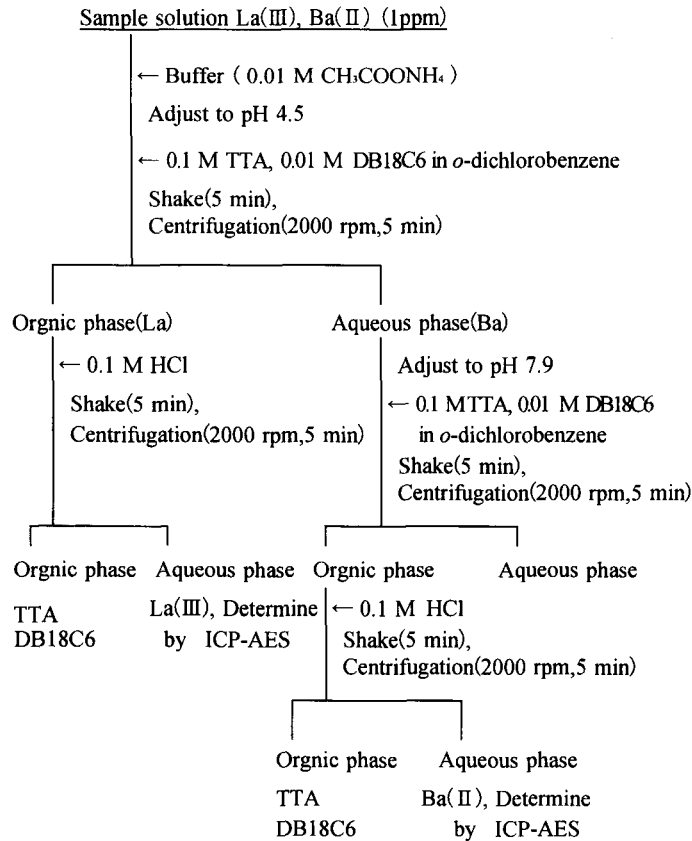 Sample solution La(Ⅲ), Ba(Ⅱ) (1ppm)
← Buffer ( 0.01 M CH₃COONH₄ )
Adjust to pH 4.5
← 0.1 M TTA, 0.01 M DB18C6 in o-dichlorobenzene
Shake(5 min),
Centrifugation(2000 rpm,5 min)
Orgnic phase(La)
← 0.1 M HCl
Shake(5 min),
Centrifugation(2000 rpm,5 min)
Aqueous phase(Ba)
Adjust to pH 7.9
← 0.1 MTTA, 0.01 M DB18C6
in o-dichlorobenzene
Shake(5 min),
Centrifugation(2000 rpm,5 min)
Orgnic phase
TTA
DB18C6
Aqueous phase
La(Ⅲ), Determine
by ICP-AES
Orgnic phase
← 0.1 M HCl
Shake(5 min),
Centrifugation(2000 rpm,5 min)
Aqueous phase
Orgnic phase
TTA
DB18C6
Aqueous phase
Ba(Ⅱ), Determine
by ICP-AES